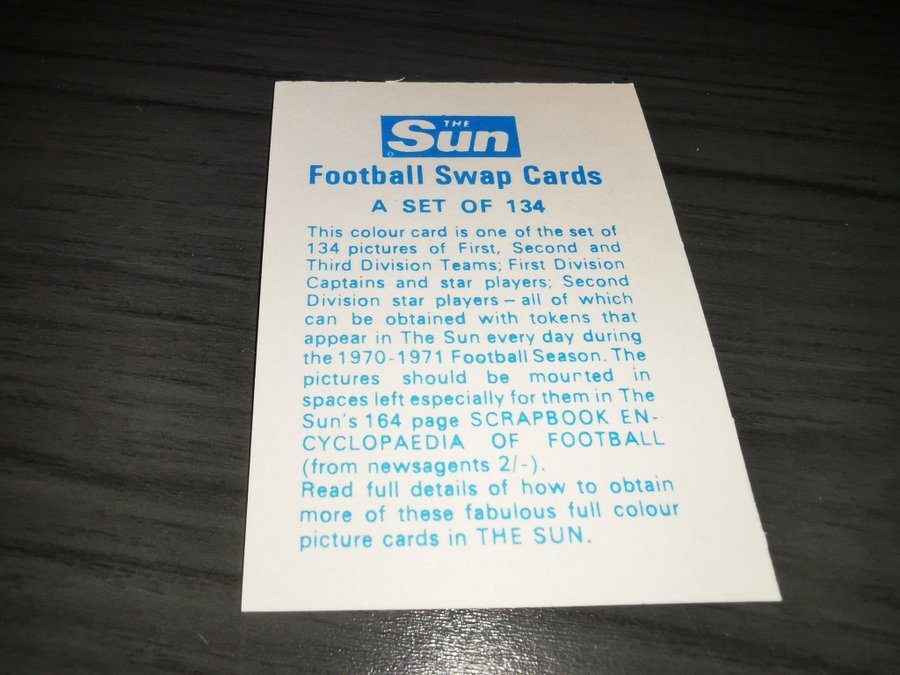 THE
Sun
Football Swap Cards
A SET OF 134
This colour card is one of the set of
134 pictures of First, Second and
Third Division Teams; First Division
Captains and star players; Second
Division star players – all of which
can be obtained with tokens that
appear in The Sun every day during
the 1970-1971 Football Season. The
pictures should be mounted in
spaces left especially for them in The
Sun's 164 page SCRAPBOOK EN-
CYCLOPAEDIA OF FOOTBALL
(from newsagents 2/-).
Read full details of how to obtain
more of these fabulous full colour
picture cards in THE SUN.